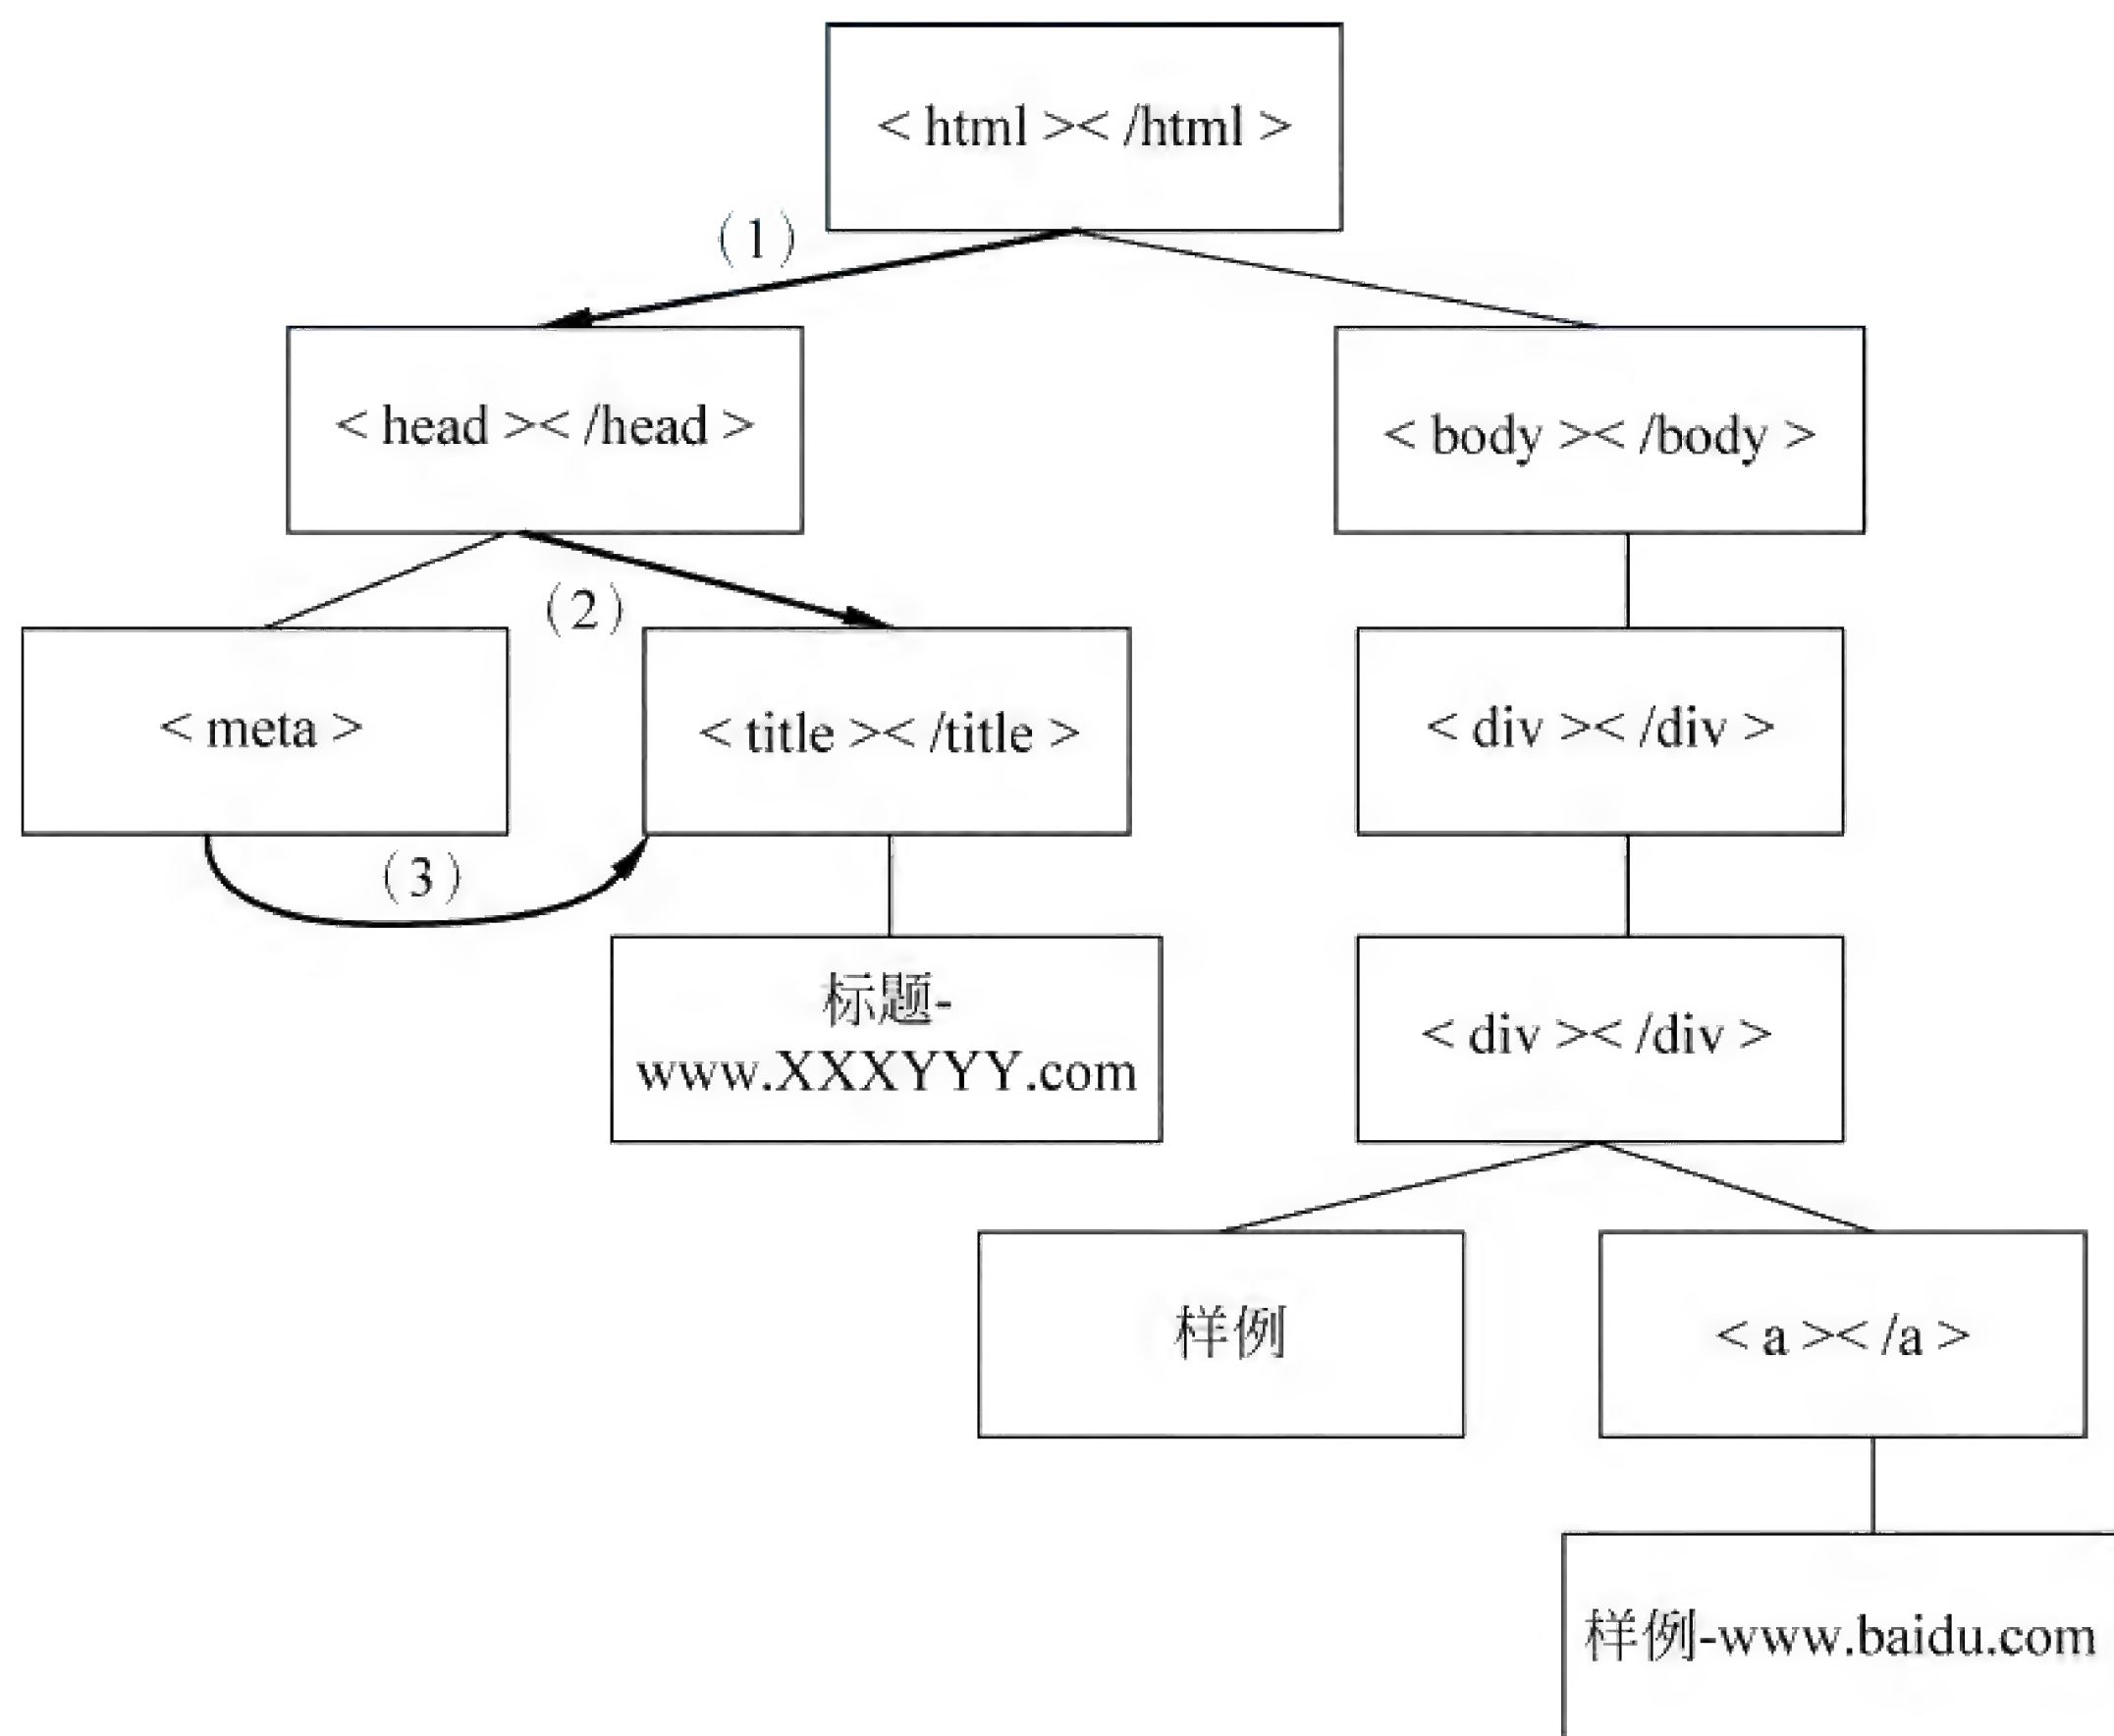 < html >< /html >
(1)
< head >< /head >
< body >< /body >
(2)
< meta >
< title >< /title >
< div >< /div >
(3)
标题-
www.XXXYYY.com
< div >< /div >
样例
< a >< /a >
样例-www.baidu.com